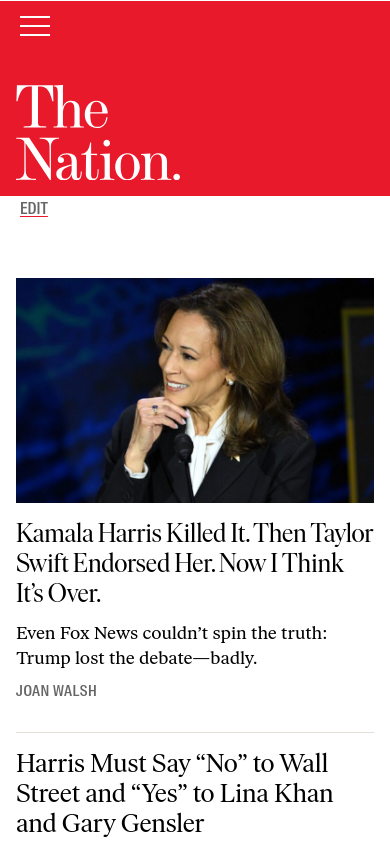 The
Nation.
EDIT
Kamala Harris Killed It. Then Taylor
Swift Endorsed Her. Now I Think
It’s Over.
Even Fox News couldn’t spin the truth:
Trump lost the debate—badly.
JOAN WALSH
Harris Must Say “No” to Wall
Street and “Yes” to Lina Khan
and Gary Gensler